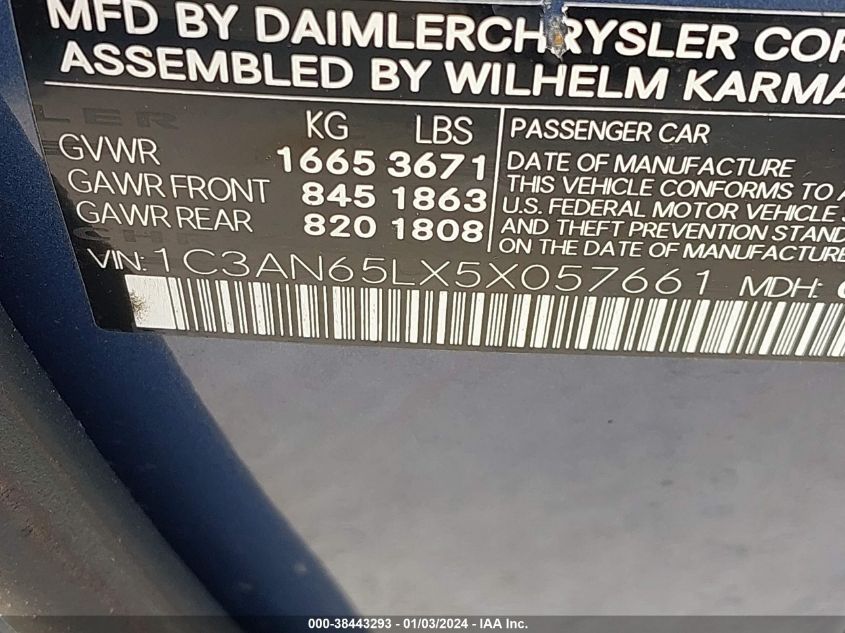 MFD BY DAIMLERCHRYSLER COR
ASSEMBLED BY WILHELM KARMA
KG LBS
GVWR 1665 3671
GAWR FRONT 845 1863
GAWR REAR 820 1808
PASSENGER CAR
DATE OF MANUFACTURE
THIS VEHICLE CONFORMS TO A
U.S. FEDERAL MOTOR VEHICLE S
AND THEFT PREVENTION STAND
ON THE DATE OF MANUFACTURE
VIN: 1C3AN65LX5X057661 MDH:
000-38443293 - 01/03/2024 - IAA Inc.